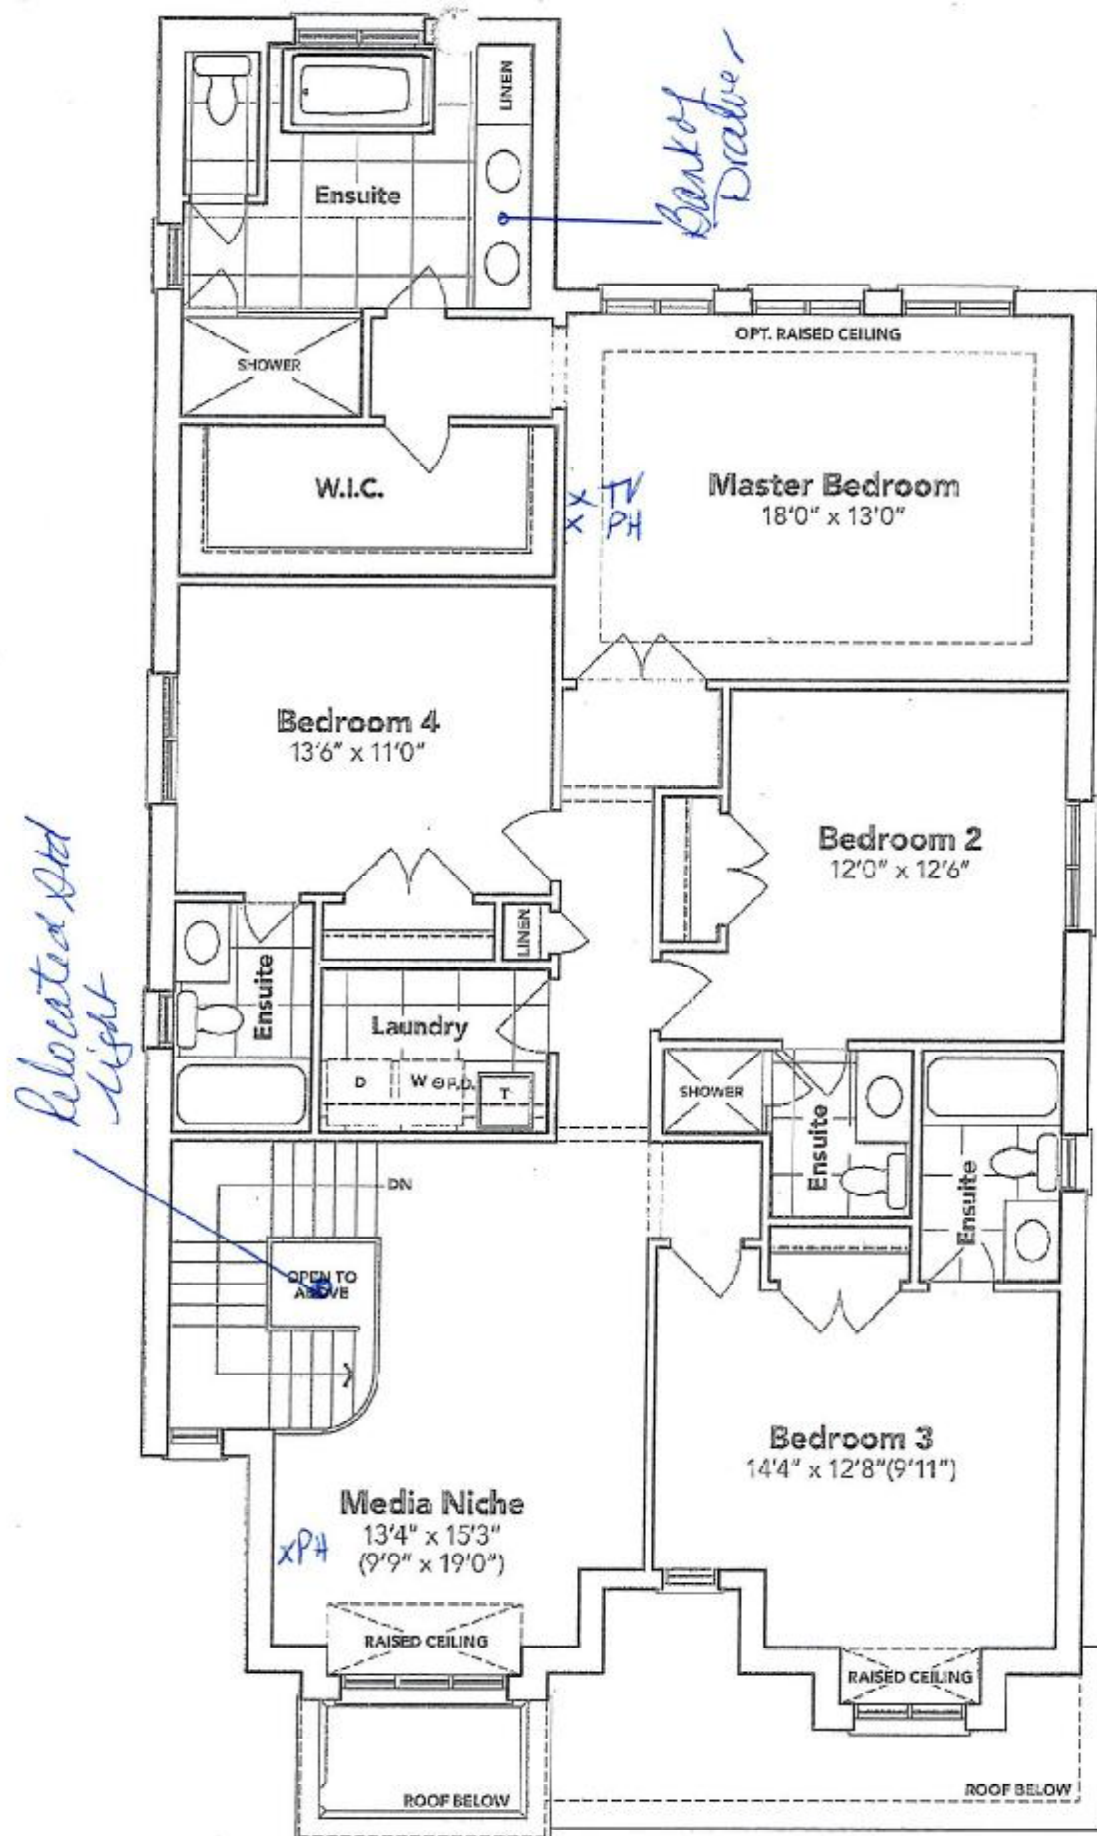 LINEN
Bank of
Drawer
Ensuite
SHOWER
OPT. RAISED CEILING
W.I.C.
X TV
X PH
Master Bedroom
18'0" x 13'0"
Bedroom 4
13'6" x 11'0"
Bedroom 2
12'0" x 12'6"
Relocated Std
Light
LINEN
Ensuite
Laundry
D
W
F.D.
T
SHOWER
Ensuite
Ensuite
DN
OPEN TO
ABOVE
Bedroom 3
14'4" x 12'8"(9'11")
Media Niche
13'4" x 15'3"
(9'9" x 19'0")
xPH
RAISED CEILING
RAISED CEILING
ROOF BELOW
ROOF BELOW